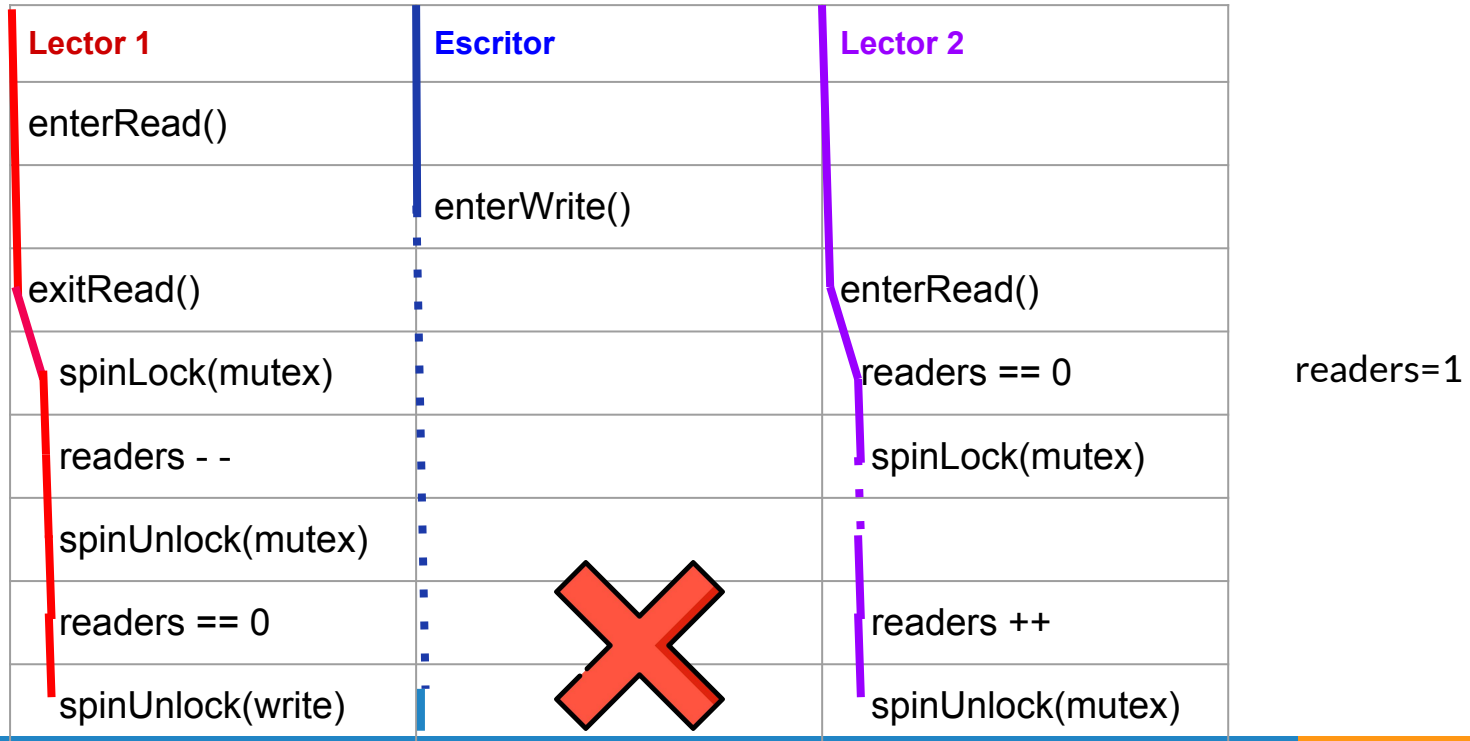 Lector 1
Escritor
Lector 2
enterRead()
enterWrite()
exitRead()
enterRead()
spinLock(mutex)
readers == 0
readers=1
readers - -
spinLock(mutex)
spinUnlock(mutex)
readers == 0
readers ++
spinUnlock(write)
spinUnlock(mutex)